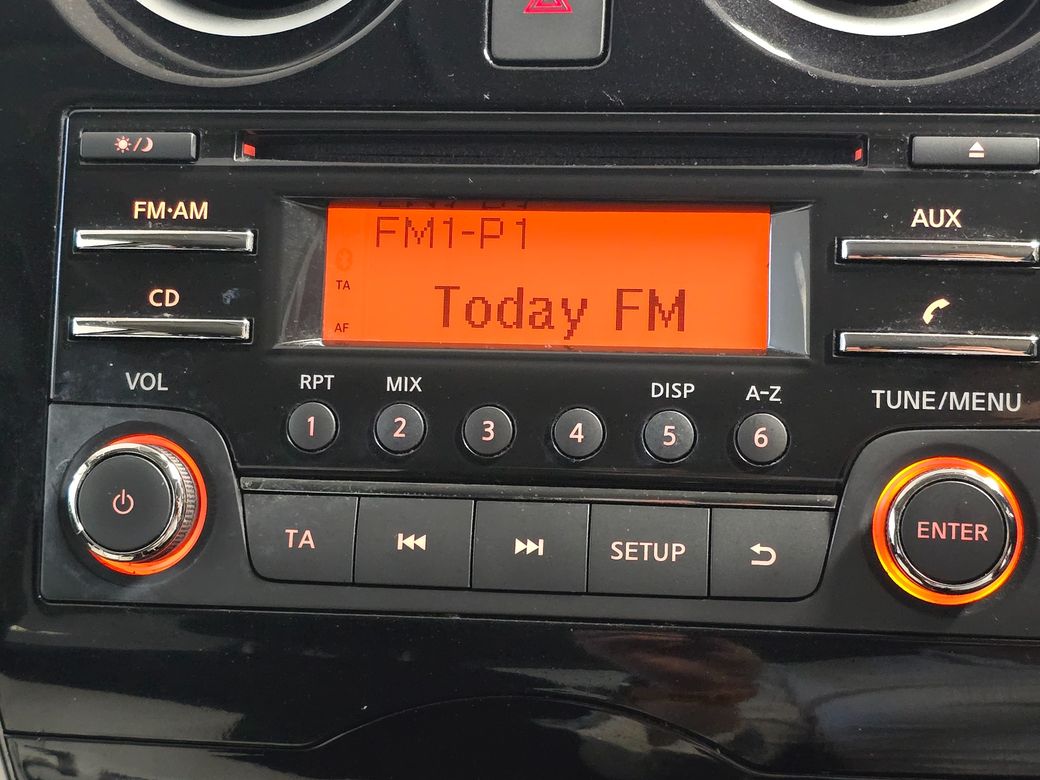 FM·AM
AUX
FM1-P1
TA
CD
Today FM
AF
VOL
RPT
MIX
DISP
A-Z
TUNE/MENU
1
2
3
4
5
6
TA
SETUP
ENTER